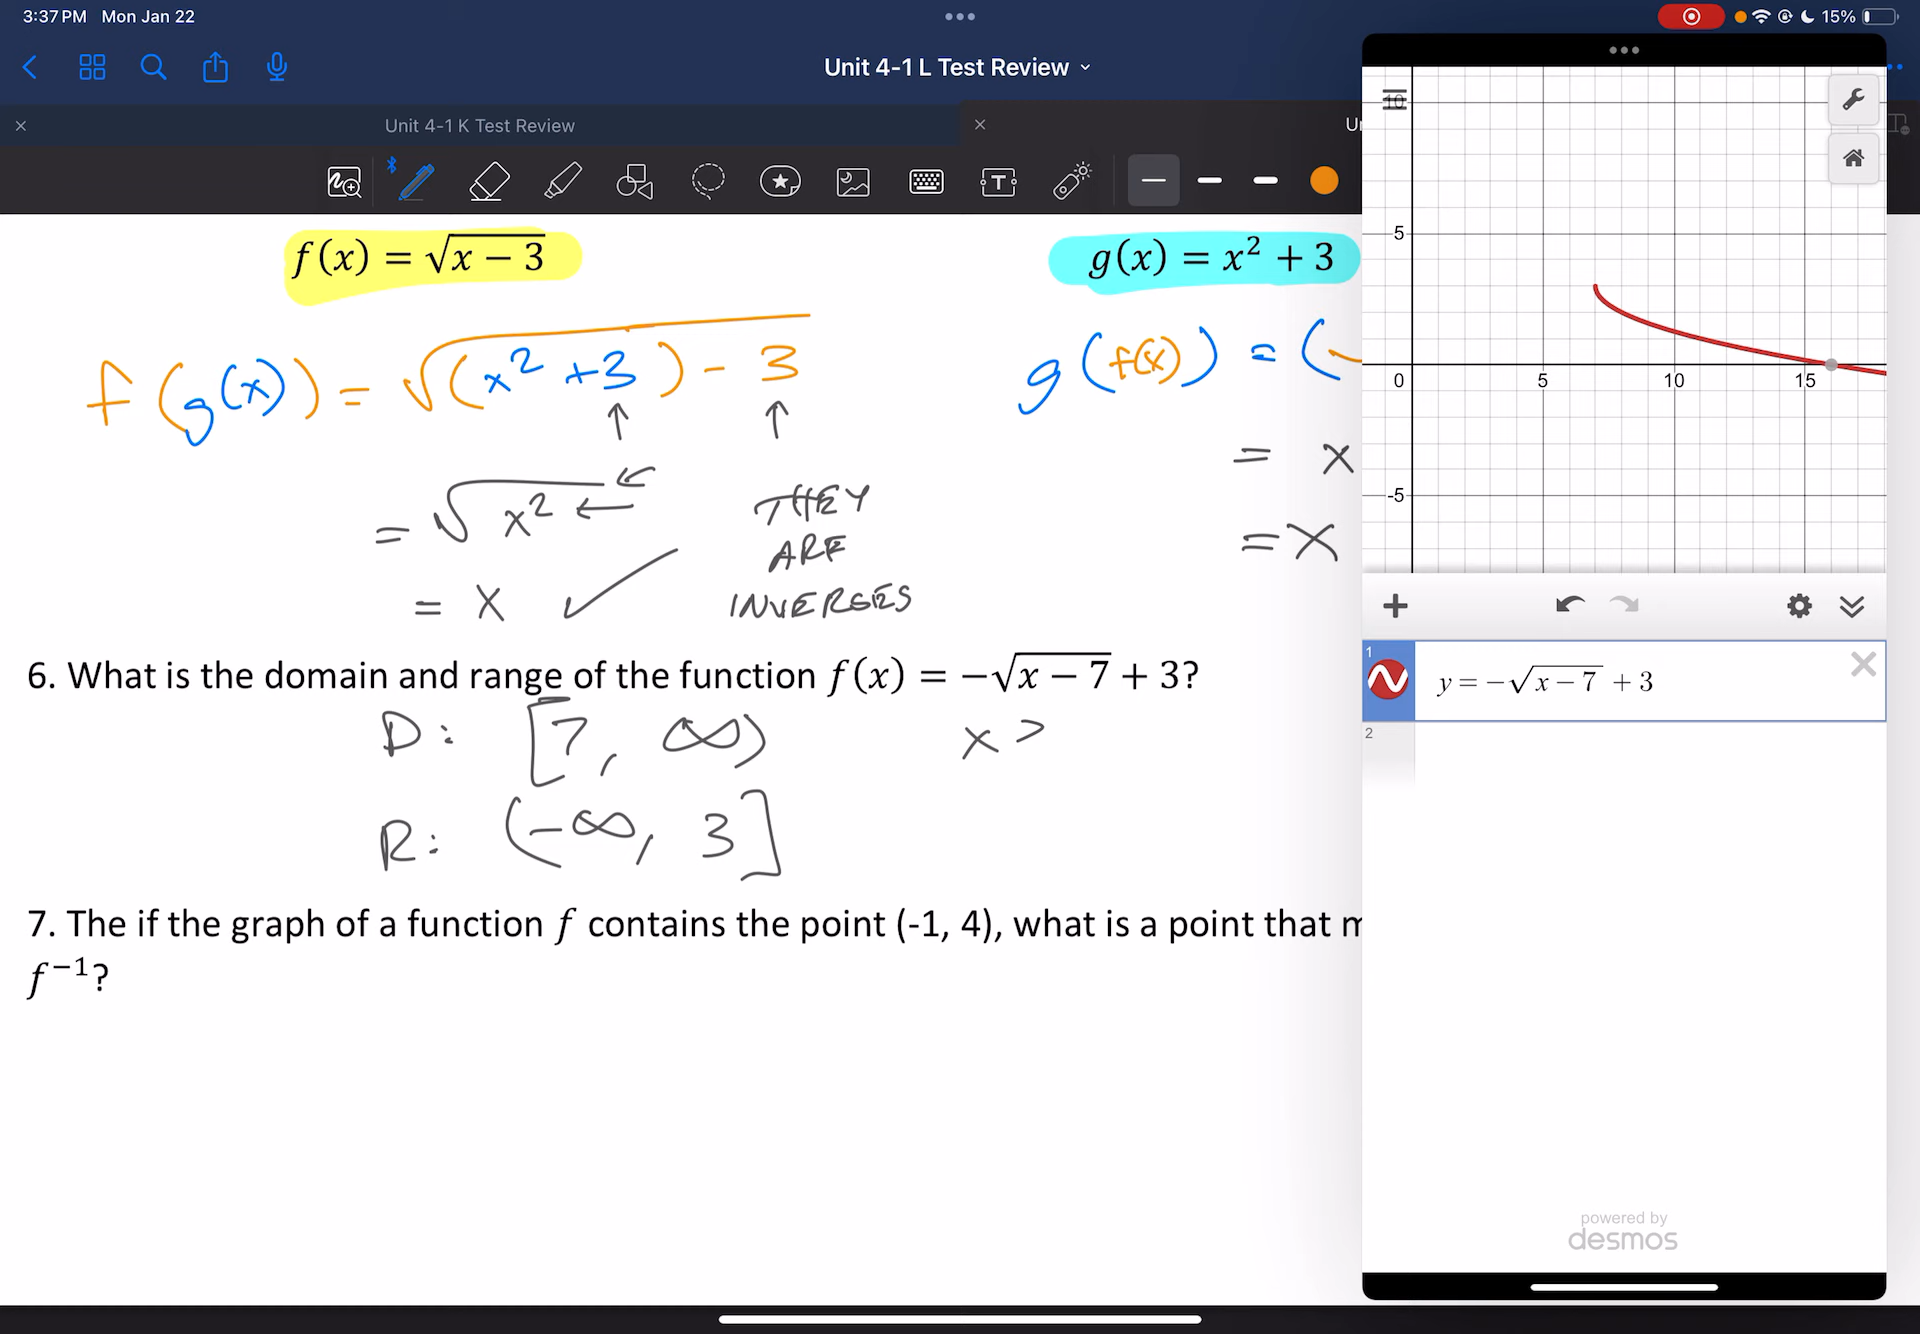 3:37 PM Mon Jan 22
15%
Unit 4-1 L Test Review
Unit 4-1 K Test Review
f(x) = √(x − 3)
g(x) = x² + 3
f(g(x)) = √((x² + 3) − 3)
g(f(x)) = (
= √(x²)
= x
THEY
ARE
INVERSES
= x
= x
6. What is the domain and range of the function f(x) = −√(x − 7) + 3?
D: [7, ∞)
x >
R: (−∞, 3]
7. The if the graph of a function f contains the point (-1, 4), what is a point that
f⁻¹?
10
5
0
5
10
15
-5
1
y = −√(x − 7) + 3
2
powered by
desmos